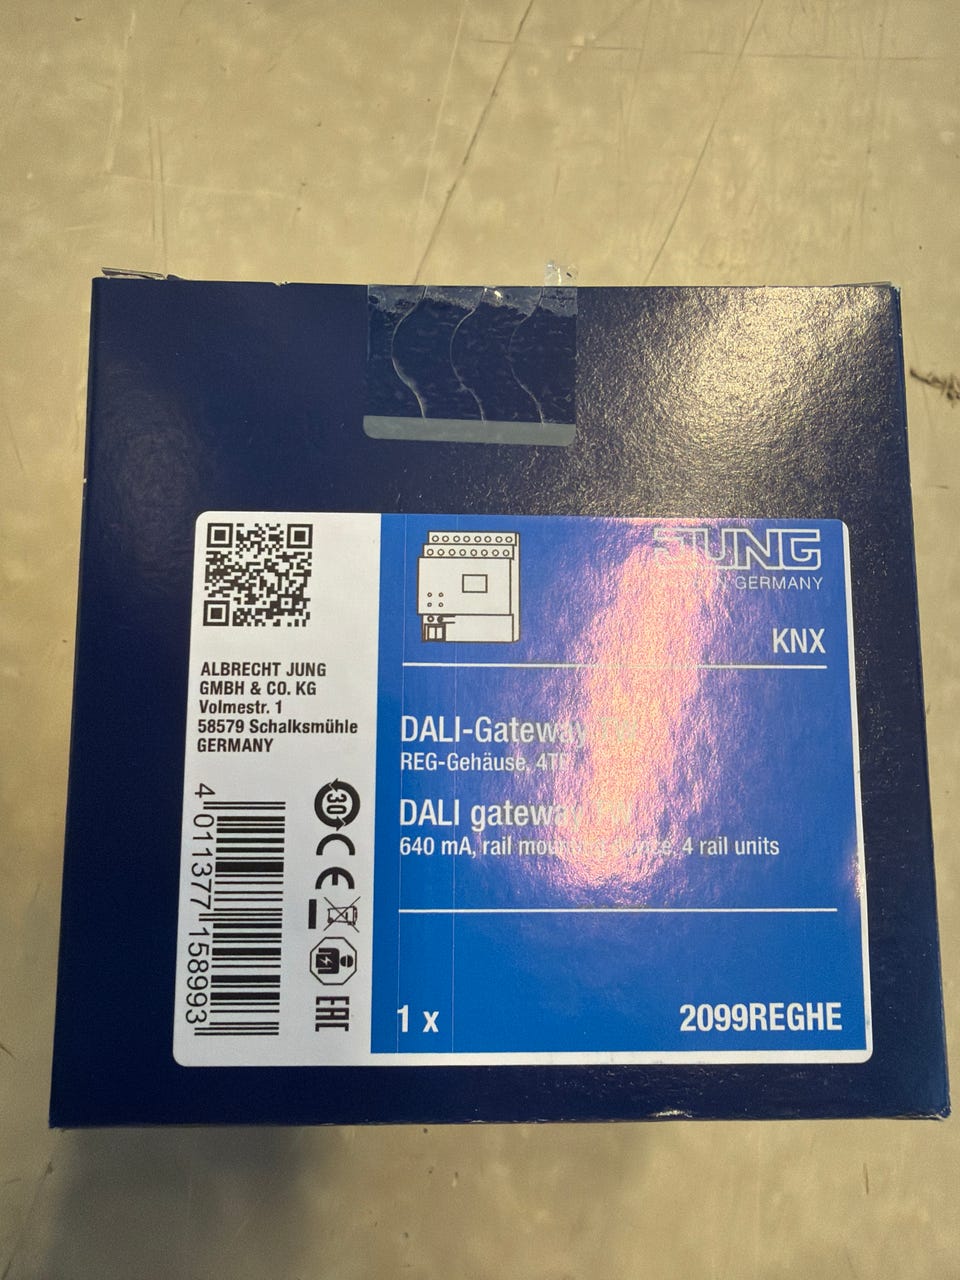 JUNG
GERMANY
KNX
ALBRECHT JUNG
GMBH & CO. KG
Volmestr. 1
58579 Schalksmühle
GERMANY
DALI-Gateway
REG-Gehäuse, 4TE
DALI gateway
640 mA, rail mounting device, 4 rail units
30
EAC
4 011377 158993
1 x
2099REGHE